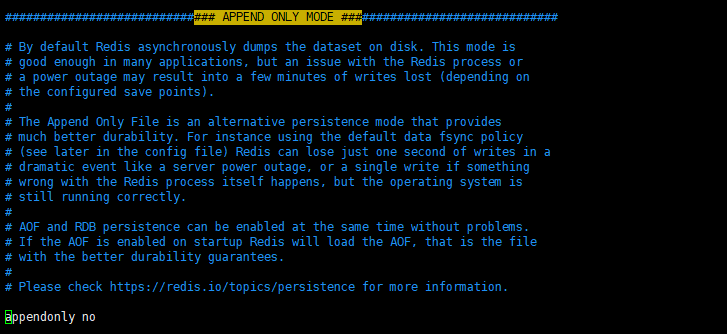 ############################### APPEND ONLY MODE ###############################
# By default Redis asynchronously dumps the dataset on disk. This mode is
# good enough in many applications, but an issue with the Redis process or
# a power outage may result into a few minutes of writes lost (depending on
# the configured save points).
#
# The Append Only File is an alternative persistence mode that provides
# much better durability. For instance using the default data fsync policy
# (see later in the config file) Redis can lose just one second of writes in a
# dramatic event like a server power outage, or a single write if something
# wrong with the Redis process itself happens, but the operating system is
# still running correctly.
#
# AOF and RDB persistence can be enabled at the same time without problems.
# If the AOF is enabled on startup Redis will load the AOF, that is the file
# with the better durability guarantees.
#
# Please check https://redis.io/topics/persistence for more information.
appendonly no